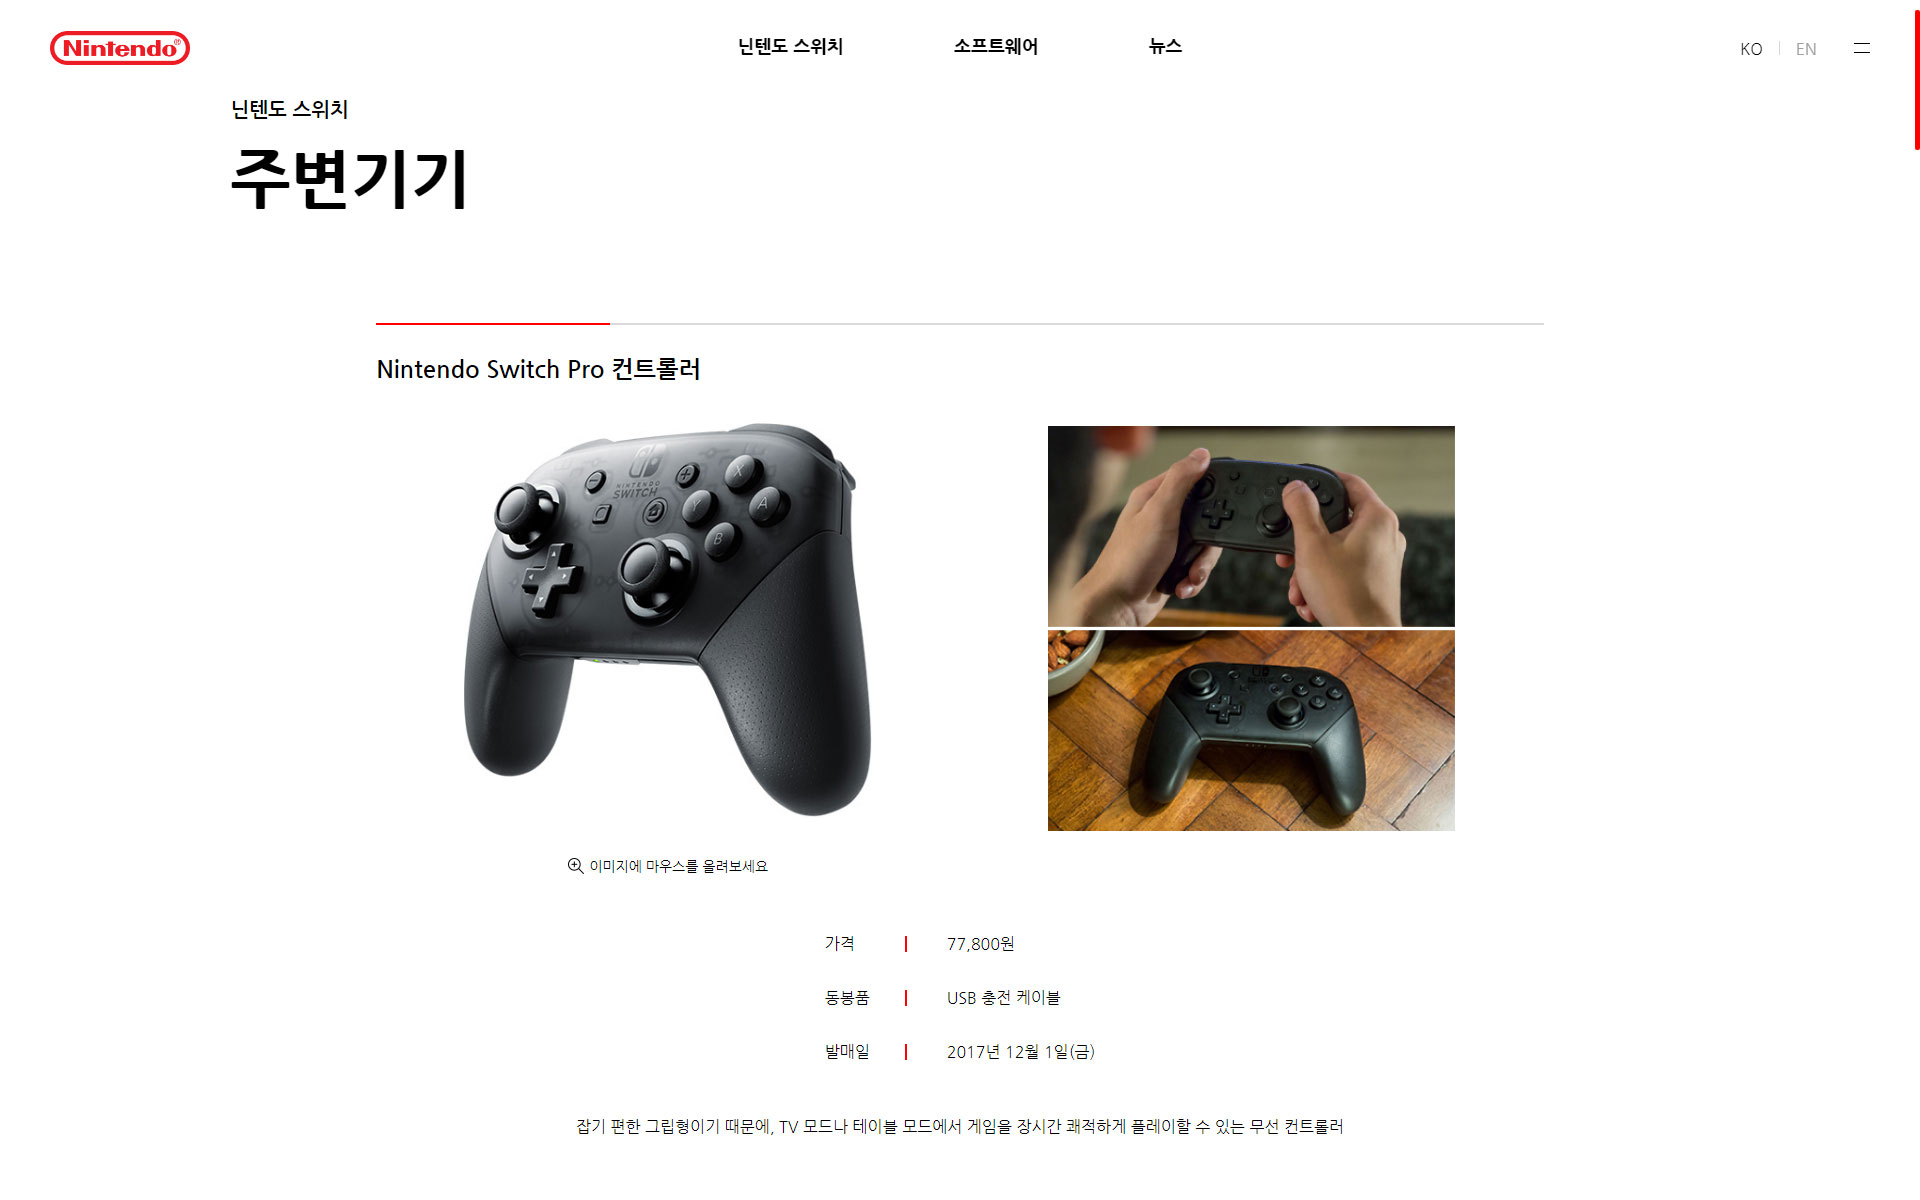 Nintendo®
닌텐도 스위치
소프트웨어
뉴스
KO
EN
닌텐도 스위치
주변기기
Nintendo Switch Pro 컨트롤러
NINTENDO
SWITCH
X
Y
A
B
이미지에 마우스를 올려보세요
가격 77,800원
동봉품 USB 충전 케이블
발매일 2017년 12월 1일(금)
잡기 편한 그립형이기 때문에, TV 모드나 테이블 모드에서 게임을 장시간 쾌적하게 플레이할 수 있는 무선 컨트롤러